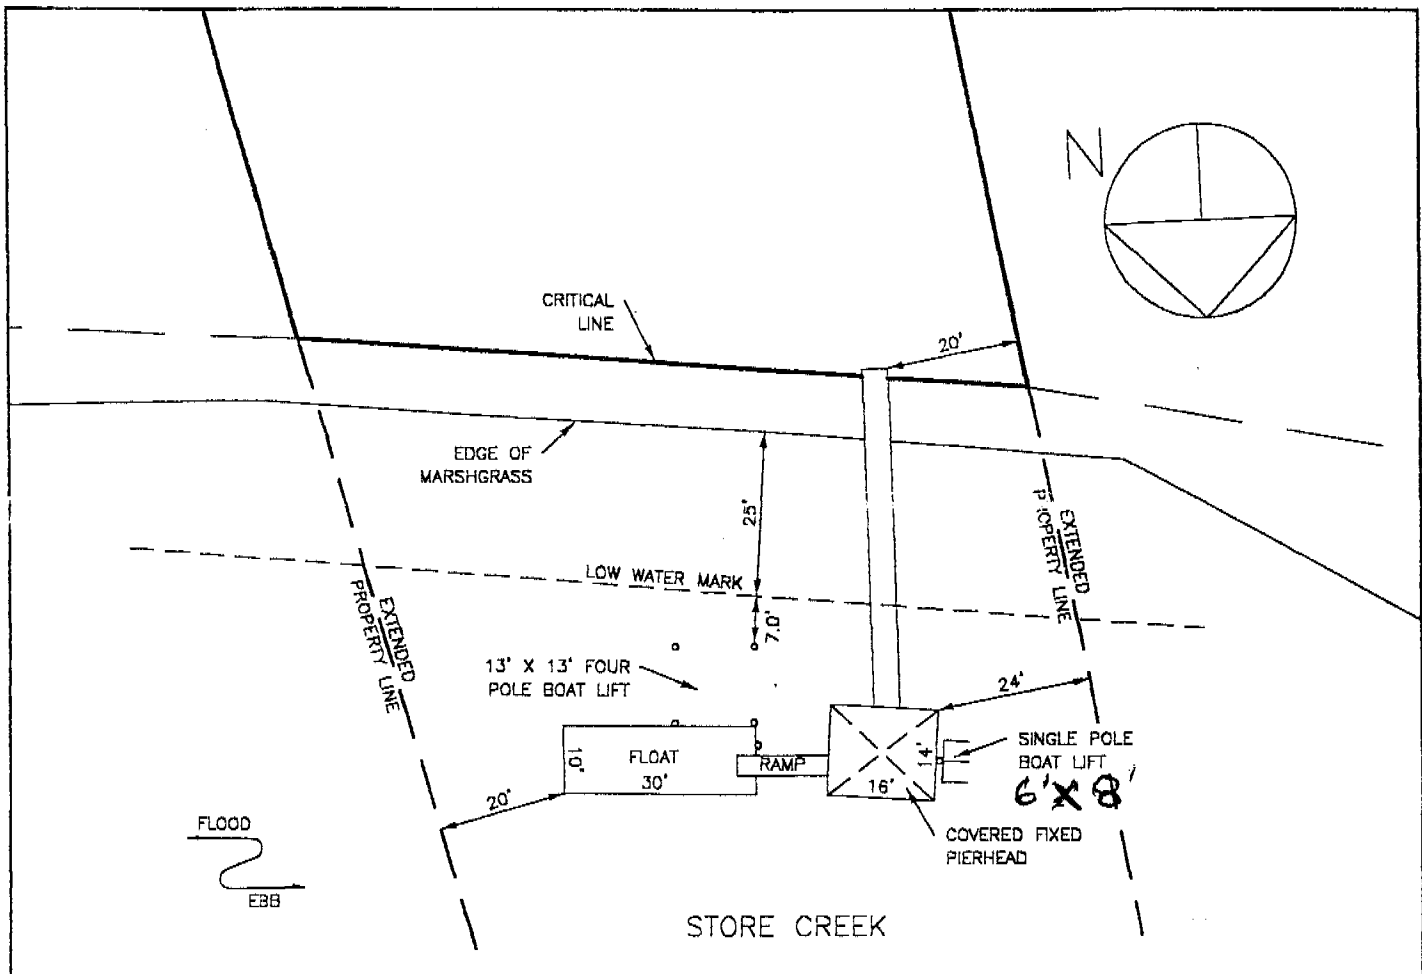 N
CRITICAL
LINE
20'
EDGE OF
MARSHGRASS
25'
EXTENDED
PROPERTY LINE
LOW WATER MARK
EXTENDED
PROPERTY LINE
7.0'
13' X 13' FOUR
POLE BOAT LIFT
24'
SINGLE POLE
BOAT LIFT
6' X 8'
10'
FLOAT
30'
RAMP
14'
16'
20'
COVERED FIXED
PIERHEAD
FLOOD
EBB
STORE CREEK